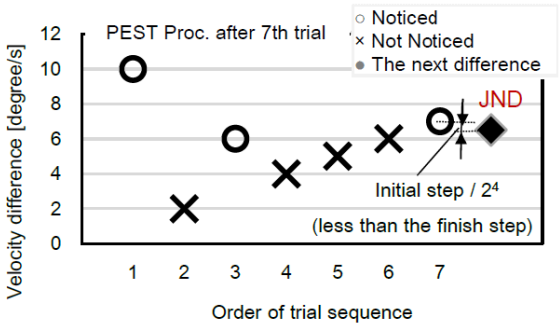 PEST Proc. after 7th trial
Noticed
Not Noticed
The next difference
JND
12
10
8
6
4
2
0
Velocity difference [degree/s]
Initial step / 2⁴
(less than the finish step)
1 2 3 4 5 6 7
Order of trial sequence